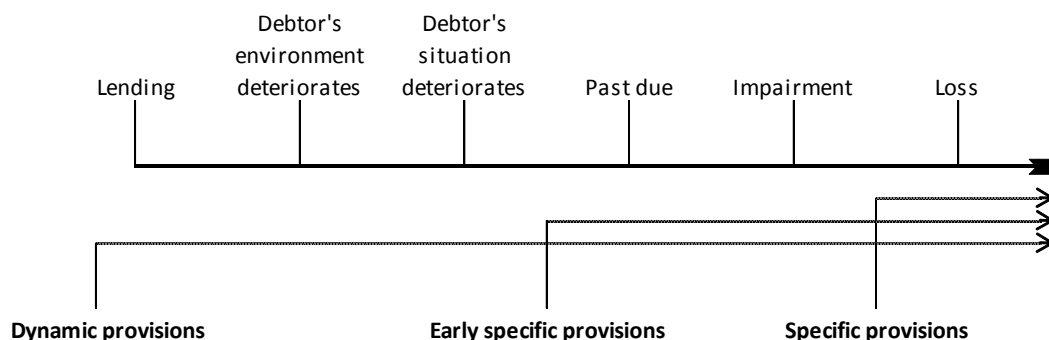 Lending
Debtor's
environment
deteriorates
Debtor's
situation
deteriorates
Past due
Impairment
Loss
Dynamic provisions
Early specific provisions
Specific provisions